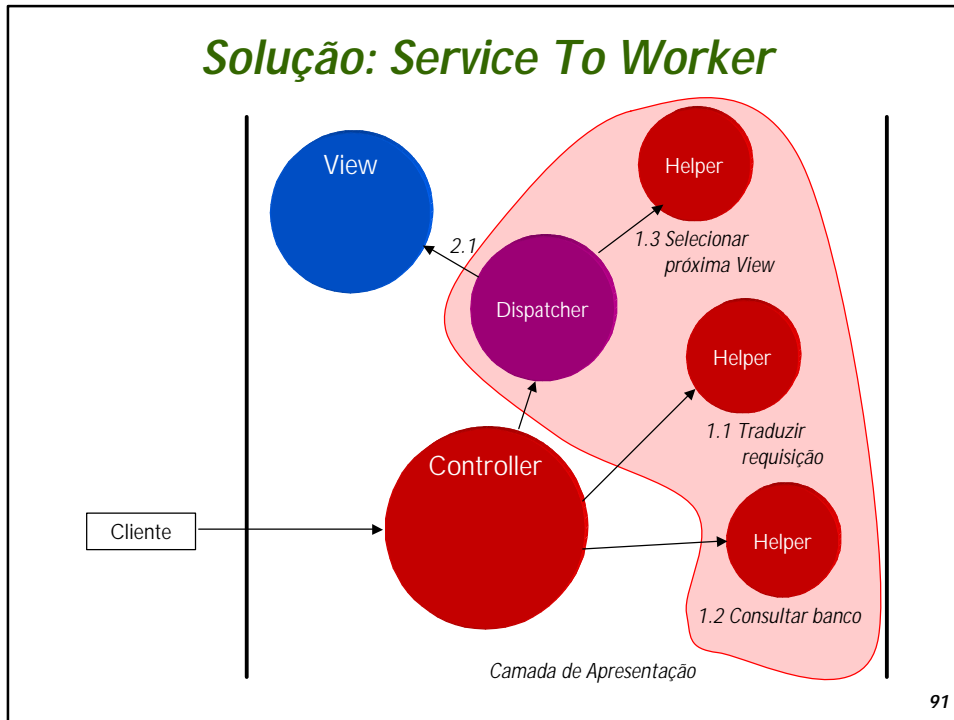 Solução: Service To Worker
View
Helper
2.1
1.3 Selecionar
próxima View
Dispatcher
Helper
1.1 Traduzir
requisição
Controller
Cliente
Helper
1.2 Consultar banco
Camada de Apresentação
91